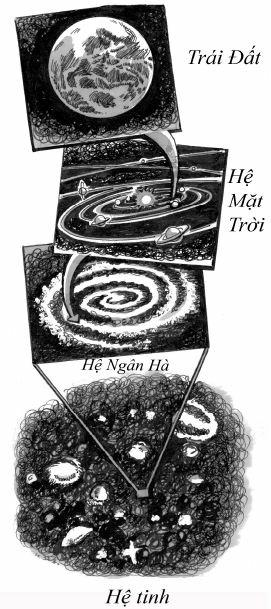 Trái Đất
Hệ
Mặt
Trời
Hệ Ngân Hà
Hệ tinh